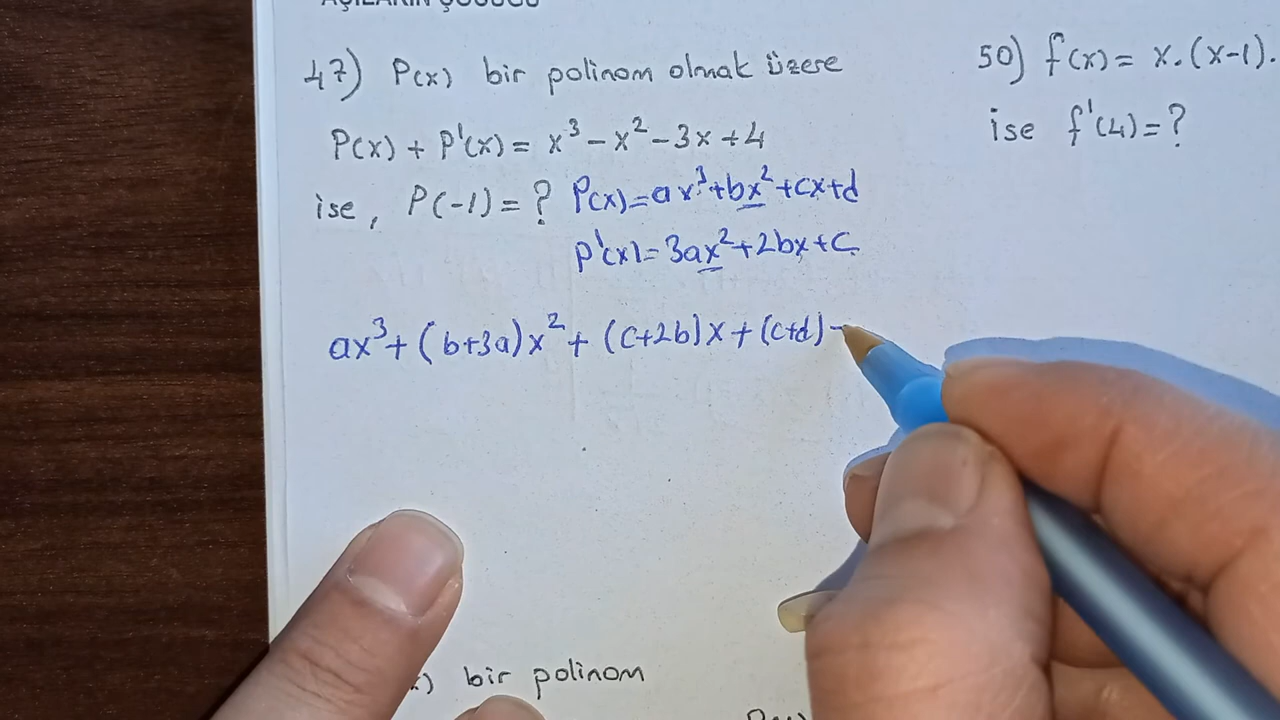 47) P(x) bir polinom olmak üzere
P(x) + P'(x) = x³ - x² - 3x + 4
ise, P(-1) = ?
P(x) = ax³ + bx² + cx + d
P'(x) = 3ax² + 2bx + c
ax³ + (b+3a)x² + (c+2b)x + (c+d)
bir polinom
50) f(x) = x.(x-1).
ise f'(4) = ?